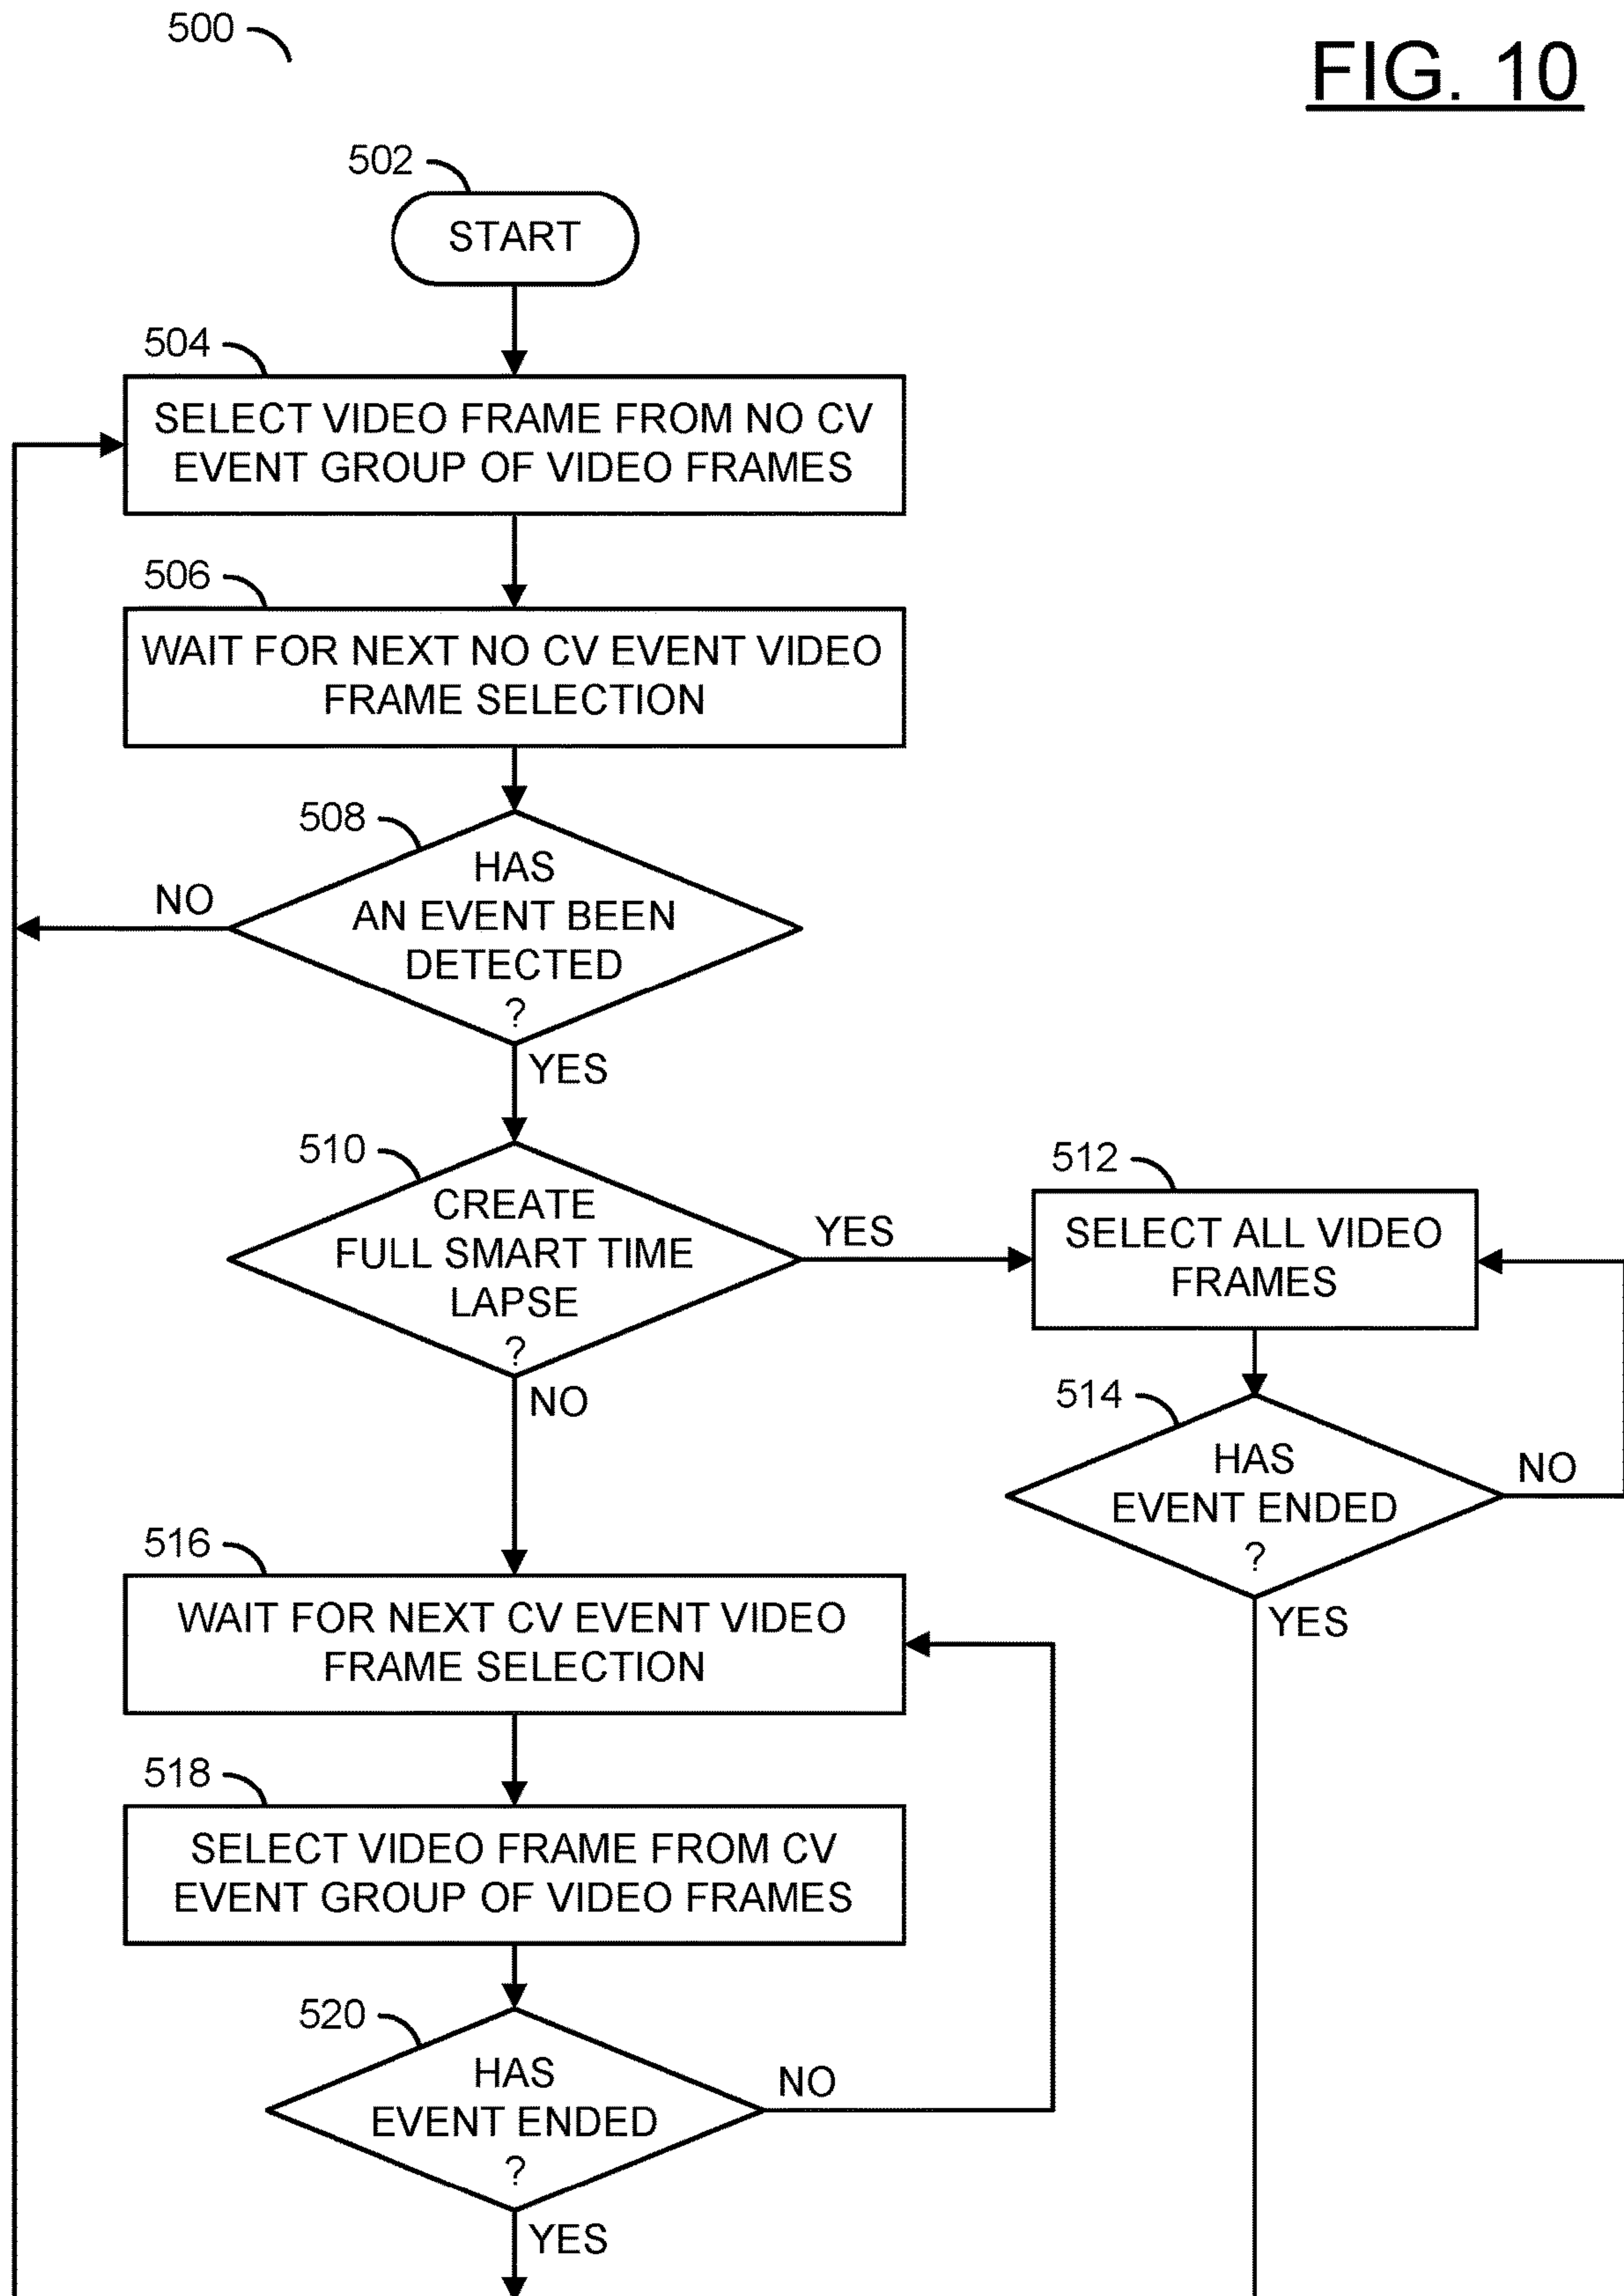 500
FIG. 10
502
START
504
SELECT VIDEO FRAME FROM NO CV
EVENT GROUP OF VIDEO FRAMES
506
WAIT FOR NEXT NO CV EVENT VIDEO
FRAME SELECTION
508
HAS
AN EVENT BEEN
DETECTED
?
NO
YES
510
CREATE
FULL SMART TIME
LAPSE
?
YES
NO
512
SELECT ALL VIDEO
FRAMES
514
HAS
EVENT ENDED
?
NO
YES
516
WAIT FOR NEXT CV EVENT VIDEO
FRAME SELECTION
518
SELECT VIDEO FRAME FROM CV
EVENT GROUP OF VIDEO FRAMES
520
HAS
EVENT ENDED
?
NO
YES